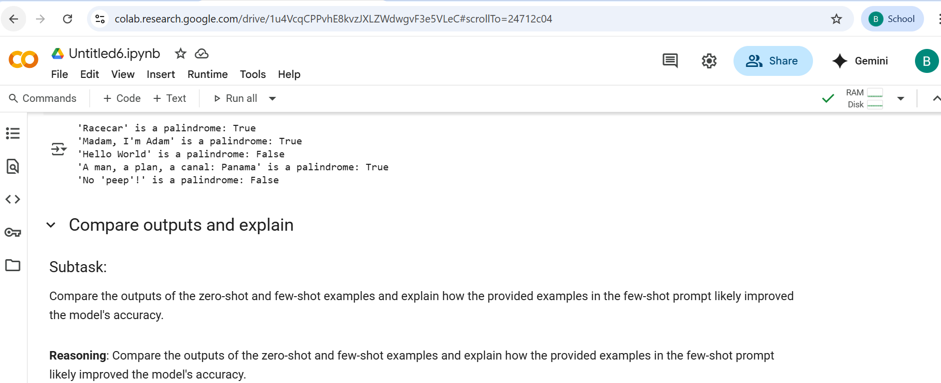 colab.research.google.com/drive/1u4VcqCPPvhE8kvzJXLZWdwgvF3e5VLeC#scrollTo=24712c04
B School
Untitled6.ipynb
File Edit View Insert Runtime Tools Help
Share
Gemini
B
Commands + Code + Text Run all
RAM
Disk
'Racecar' is a palindrome: True
'Madam, I'm Adam' is a palindrome: True
'Hello World' is a palindrome: False
'A man, a plan, a canal: Panama' is a palindrome: True
'No 'peep'!' is a palindrome: False
Compare outputs and explain
Subtask:
Compare the outputs of the zero-shot and few-shot examples and explain how the provided examples in the few-shot prompt likely improved
the model's accuracy.
Reasoning: Compare the outputs of the zero-shot and few-shot examples and explain how the provided examples in the few-shot prompt
likely improved the model's accuracy.